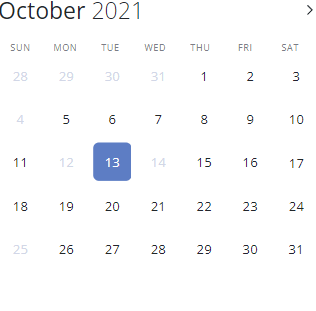 October 2021
SUN MON TUE WED THU FRI SAT
28 29 30 31 1 2 3
4 5 6 7 8 9 10
11 12 13 14 15 16 17
18 19 20 21 22 23 24
25 26 27 28 29 30 31